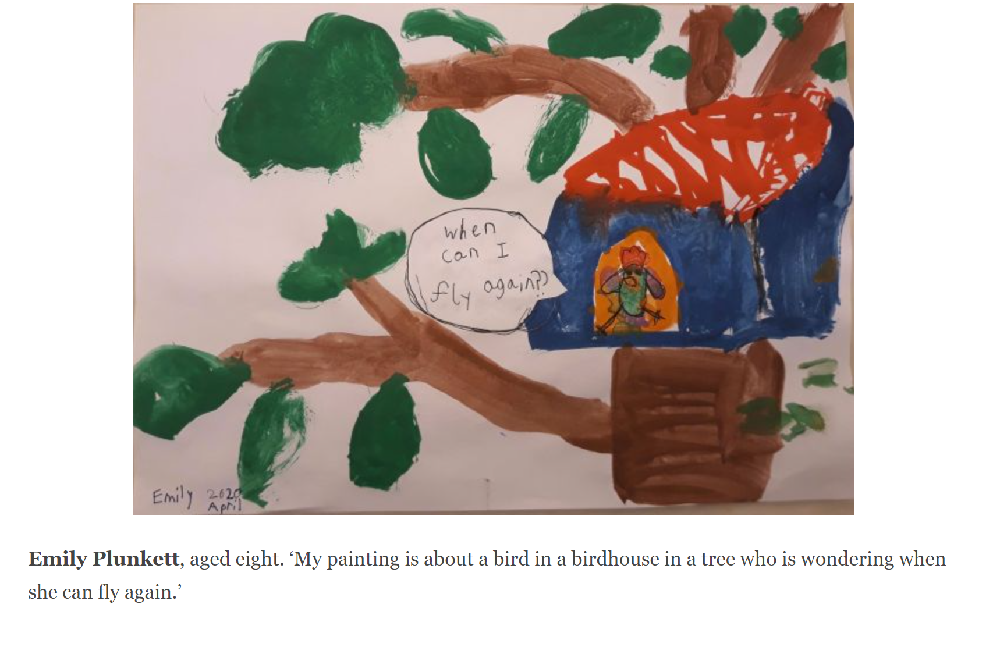 when
can I
fly again??
Emily 2020
April
Emily Plunkett, aged eight. ‘My painting is about a bird in a birdhouse in a tree who is wondering when
she can fly again.’